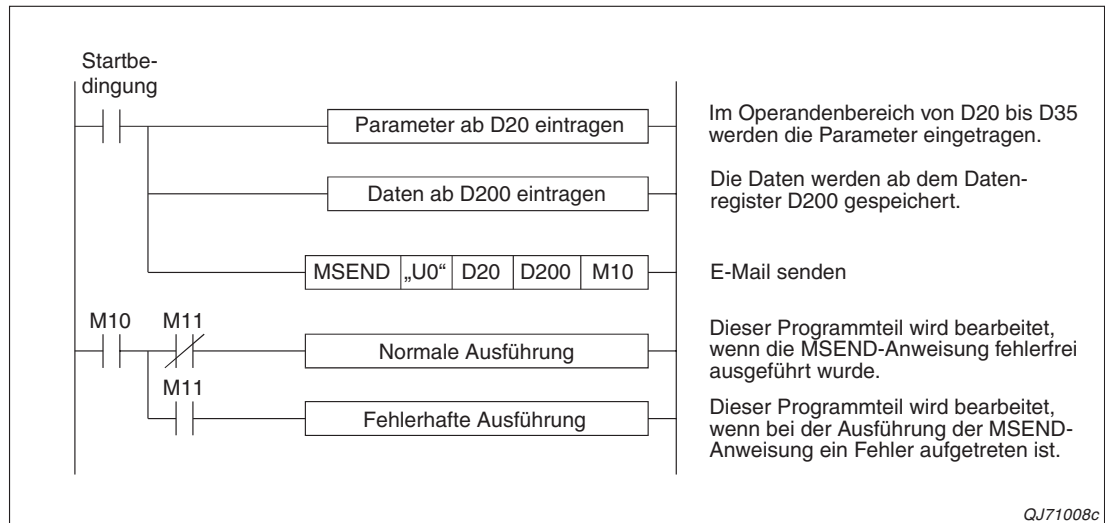 Startbe-
dingung
Parameter ab D20 eintragen
Im Operandenbereich von D20 bis D35
werden die Parameter eingetragen.
Daten ab D200 eintragen
Die Daten werden ab dem Daten-
register D200 gespeichert.
MSEND „U0“ D20 D200 M10
E-Mail senden
M10 M11
Normale Ausführung
Dieser Programmteil wird bearbeitet,
wenn die MSEND-Anweisung fehlerfrei
ausgeführt wurde.
M11
Fehlerhafte Ausführung
Dieser Programmteil wird bearbeitet,
wenn bei der Ausführung der MSEND-
Anweisung ein Fehler aufgetreten ist.
QJ71008c